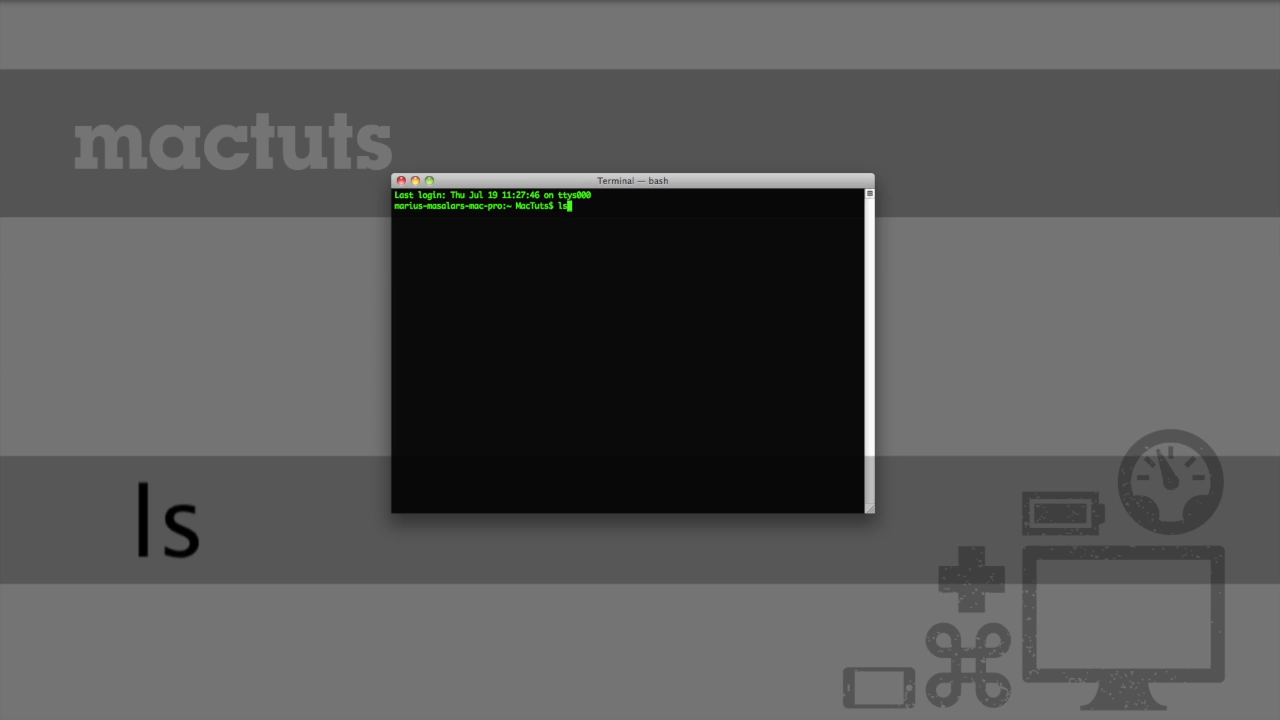 mactuts
Terminal — bash
Last login: Thu Jul 19 11:27:46 on ttys000
marius-masalars-mac-pro:~ MacTuts$ ls
ls